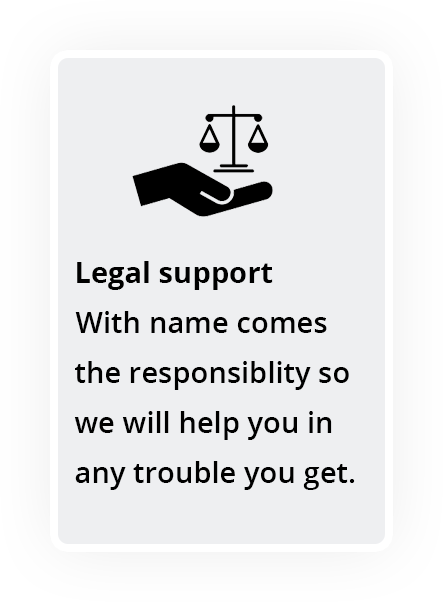 Legal support
With name comes
the responsiblity so
we will help you in
any trouble you get.